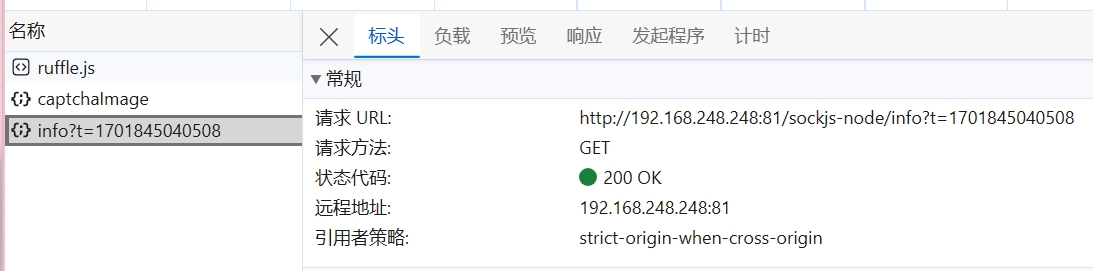 名称
ruffle.js
captchaImage
info?t=1701845040508
标头 负载 预览 响应 发起程序 计时
常规
请求 URL: http://192.168.248.248:81/sockjs-node/info?t=1701845040508
请求方法: GET
状态代码: 200 OK
远程地址: 192.168.248.248:81
引用者策略: strict-origin-when-cross-origin